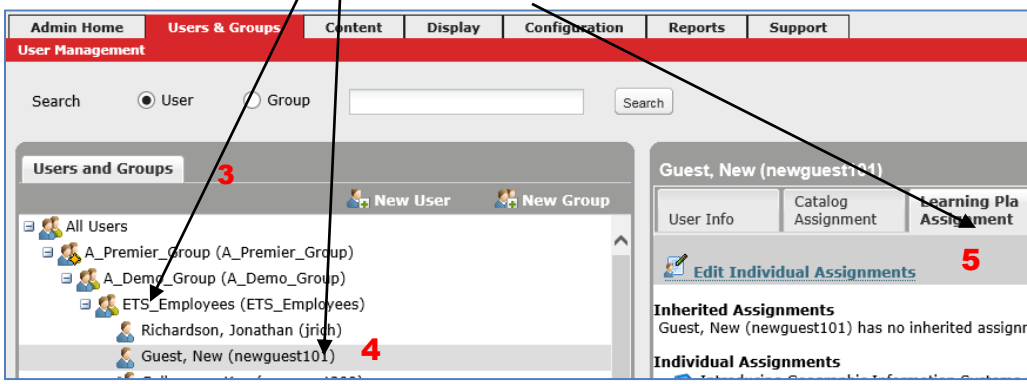 Admin Home Users & Groups Content Display Configuration Reports Support
User Management
Search User Group Search
Users and Groups
3
New User New Group
All Users
A_Premier_Group (A_Premier_Group)
A_Demo_Group (A_Demo_Group)
ETS_Employees (ETS_Employees)
Richardson, Jonathan (jrich)
Guest, New (newguest101)
4
Guest, New (newguest101)
User Info
Catalog
Assignment
Learning Pla
Assignment
5
Edit Individual Assignments
Inherited Assignments
Guest, New (newguest101) has no inherited assignr
Individual Assignments